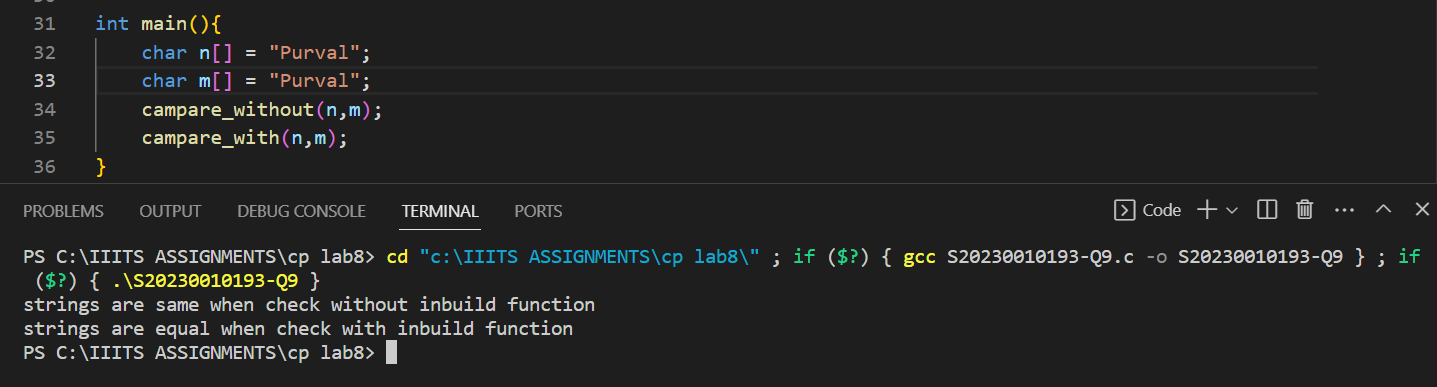 31 int main(){
32 char n[] = "Purval";
33 char m[] = "Purval";
34 campare_without(n,m);
35 campare_with(n,m);
36 }
PROBLEMS OUTPUT DEBUG CONSOLE TERMINAL PORTS Code
PS C:\IIITS ASSIGNMENTS\cp lab8> cd "c:\IIITS ASSIGNMENTS\cp lab8\" ; if ($?) { gcc S20230010193-Q9.c -o S20230010193-Q9 } ; if
($?) { .\S20230010193-Q9 }
strings are same when check without inbuild function
strings are equal when check with inbuild function
PS C:\IIITS ASSIGNMENTS\cp lab8>